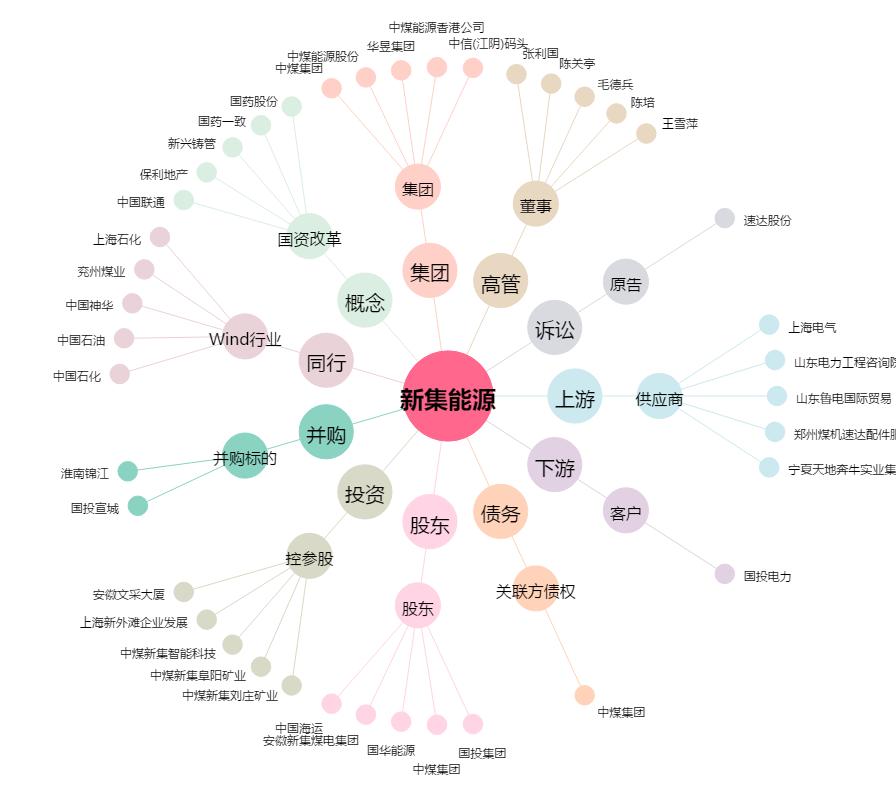 中煤能源香港公司
中信(江阴)码头
华昱集团
中煤能源股份
中煤集团
张利国
陈关亭
毛德兵
陈培
王雪萍
国药股份
国药一致
新兴铸管
保利地产
中国联通
集团
董事
国资改革
速达股份
上海石化
兖州煤业
中国神华
中国石油
中国石化
集团
高管
概念
原告
诉讼
Wind行业
同行
上海电气
山东电力工程咨询院
山东鲁电国际贸易
郑州煤机速达配件服
宁夏天地奔牛实业集
新集能源
上游
供应商
并购
并购标的
淮南锦江
国投宣城
下游
客户
国投电力
投资
股东
债务
控参股
安徽文采大厦
上海新外滩企业发展
中煤新集智能科技
中煤新集阜阳矿业
中煤新集刘庄矿业
股东
关联方债权
中国海运
安徽新集煤电集团
国华能源
中煤集团
国投集团
中煤集团